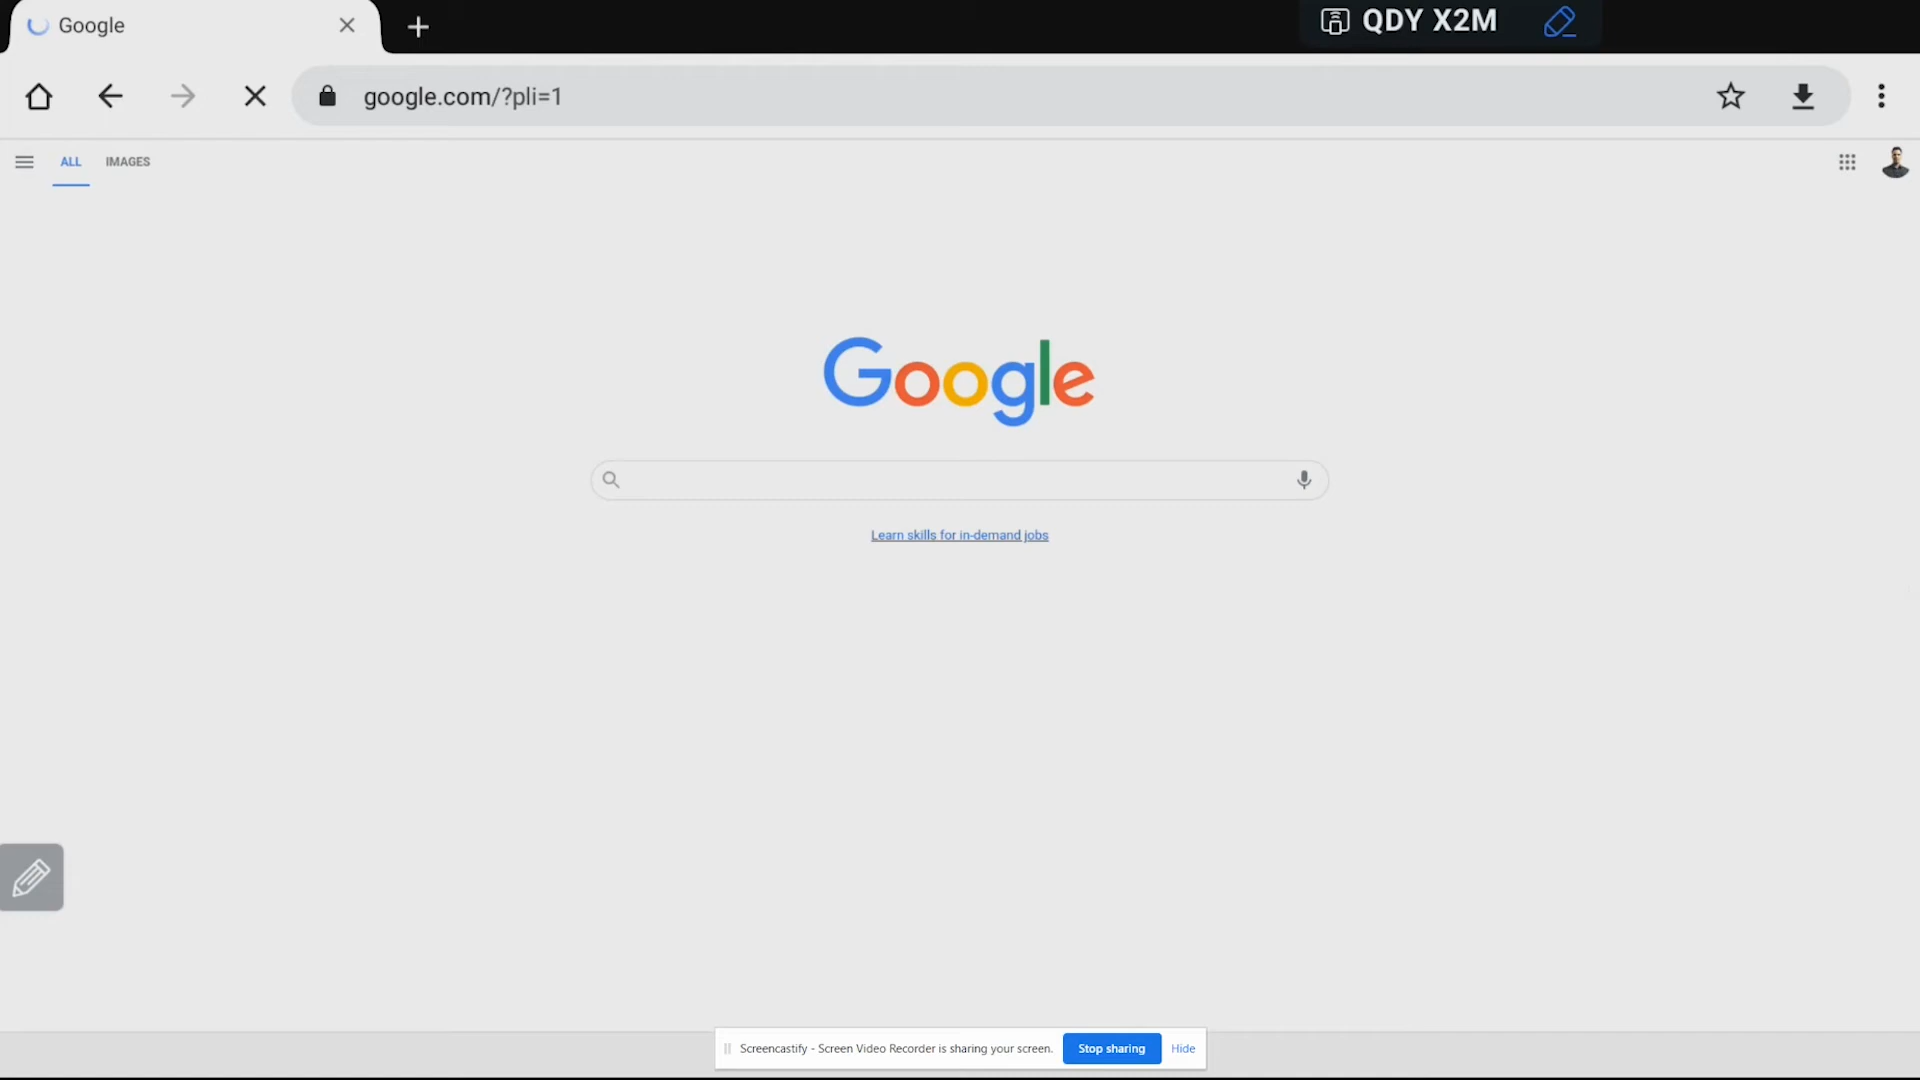 Google
QDY X2M
google.com/?pli=1
ALL IMAGES
Google
Learn skills for in-demand jobs
Screencastify - Screen Video Recorder is sharing your screen. Stop sharing Hide